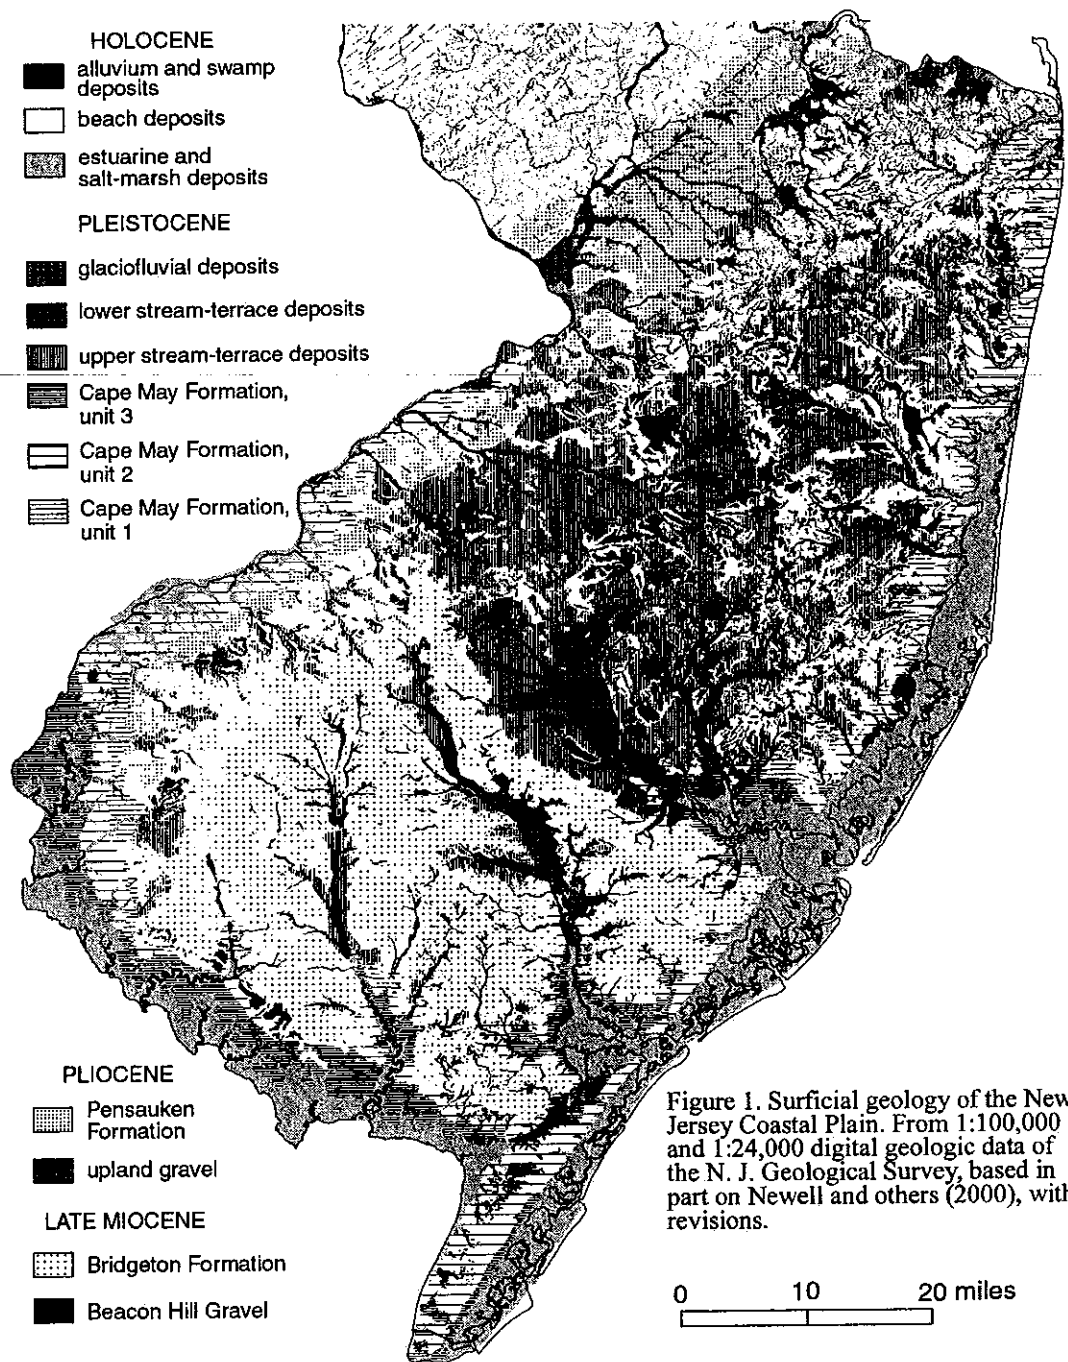 HOLOCENE
alluvium and swamp
deposits
beach deposits
estuarine and
salt-marsh deposits
PLEISTOCENE
glaciofluvial deposits
lower stream-terrace deposits
upper stream-terrace deposits
Cape May Formation,
unit 3
Cape May Formation,
unit 2
Cape May Formation,
unit 1
PLIOCENE
Pensauken
Formation
upland gravel
LATE MIOCENE
Bridgeton Formation
Beacon Hill Gravel
Figure 1. Surficial geology of the New
Jersey Coastal Plain. From 1:100,000
and 1:24,000 digital geologic data of
the N. J. Geological Survey, based in
part on Newell and others (2000), with
revisions.
0 10 20 miles